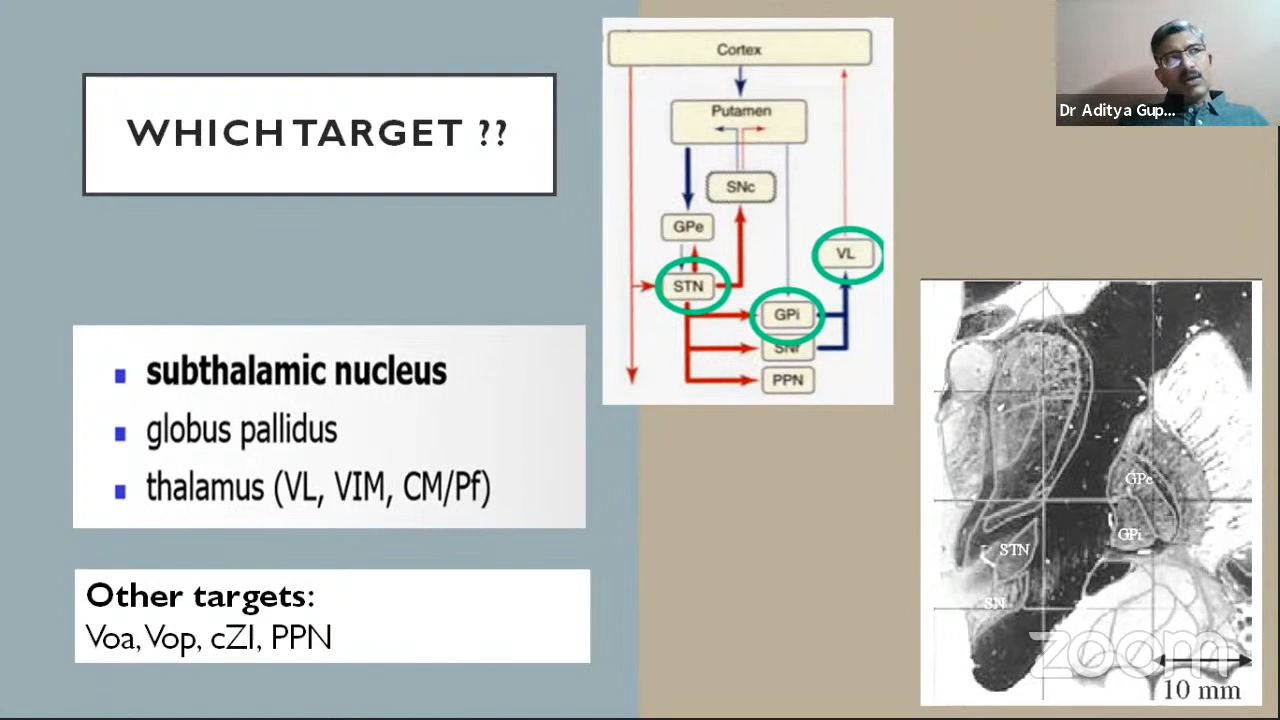 WHICH TARGET ??
subthalamic nucleus
globus pallidus
thalamus (VL, VIM, CM/Pf)
Other targets:
Voa, Vop, cZI, PPN
Cortex
Putamen
SNc
GPe
VL
STN
GPi
SNr
PPN
Dr Aditya Gup...
GPe
GPi
STN
SN
zoom
10 mm